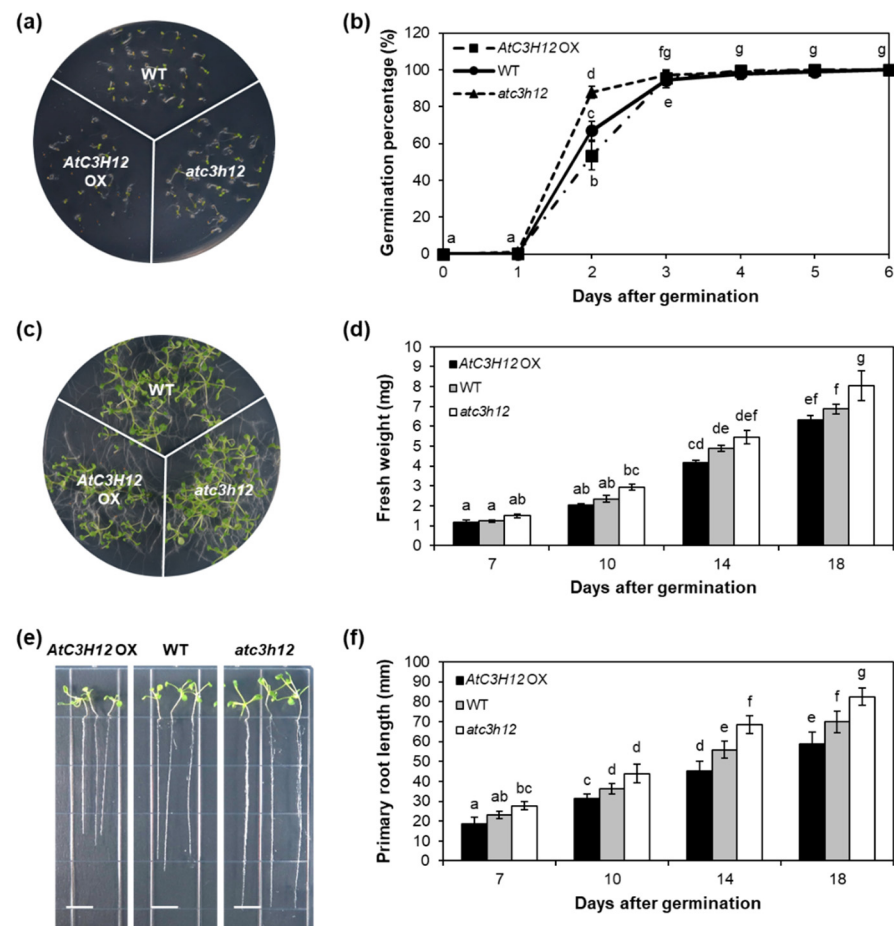 (a)
WT
AtC3H12
OX
atc3h12
(b)
Germination percentage (%)
120
100
80
60
40
20
0
AtC3H12 OX
WT
atc3h12
a
a
d
c
b
fg
e
g
g
g
0
1
2
3
4
5
6
Days after germination
(c)
WT
AtC3H12
OX
atc3h12
(d)
Fresh weight (mg)
10
9
8
7
6
5
4
3
2
1
0
AtC3H12 OX
WT
atc3h12
a a ab
ab ab bc
cd de def
ef f g
7
10
14
18
Days after germination
(e)
AtC3H12 OX
WT
atc3h12
(f)
Primary root length (mm)
100
90
80
70
60
50
40
30
20
10
0
AtC3H12 OX
WT
atc3h12
a ab bc
c d d
d e f
e f g
7
10
14
18
Days after germination